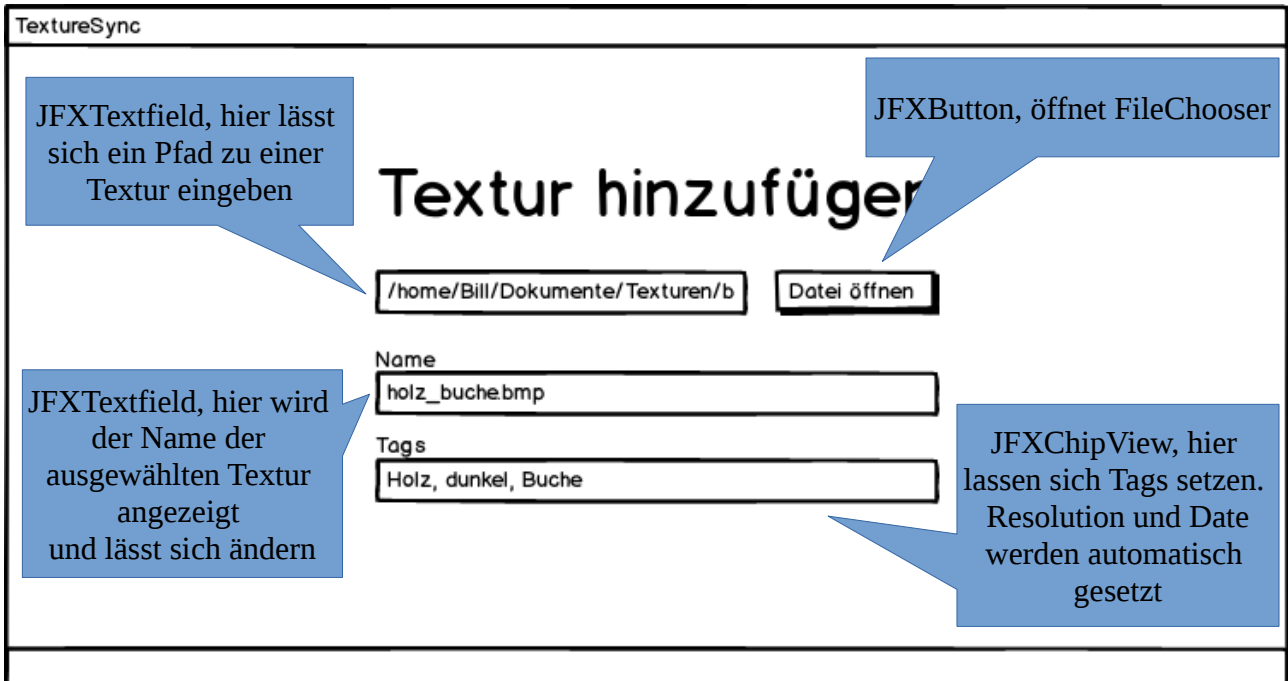 TextureSync
JFXTextfield, hier lässt
sich ein Pfad zu einer
Textur eingeben
JFXButton, öffnet FileChooser
Textur hinzufügen
/home/Bill/Dokumente/Texturen/b
Datei öffnen
Name
holz_buche.bmp
JFXTextfield, hier wird
der Name der
ausgewählten Textur
angezeigt
und lässt sich ändern
Tags
Holz, dunkel, Buche
JFXChipView, hier
lassen sich Tags setzen.
Resolution und Date
werden automatisch
gesetzt